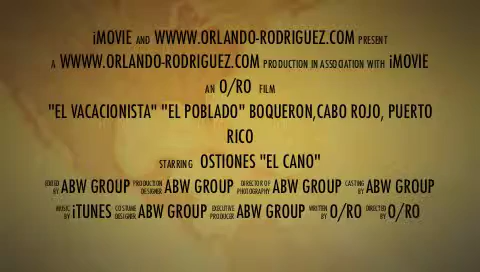 iMOVIE AND WWWW.ORLANDO-RODRIGUEZ.COM PRESENT
A WWWW.ORLANDO-RODRIGUEZ.COM PRODUCTION IN ASSOCIATION WITH iMOVIE
AN O/RO FILM
"EL VACACIONISTA" "EL POBLADO" BOQUERON,CABO ROJO, PUERTO
RICO
STARRING OSTIONES "EL CANO"
EDITED BY ABW GROUP PRODUCTION DESIGNER ABW GROUP DIRECTOR OF PHOTOGRAPHY ABW GROUP CASTING BY ABW GROUP
MUSIC BY iTUNES COSTUME DESIGNER ABW GROUP EXECUTIVE PRODUCER ABW GROUP WRITTEN BY O/RO DIRECTED BY O/RO